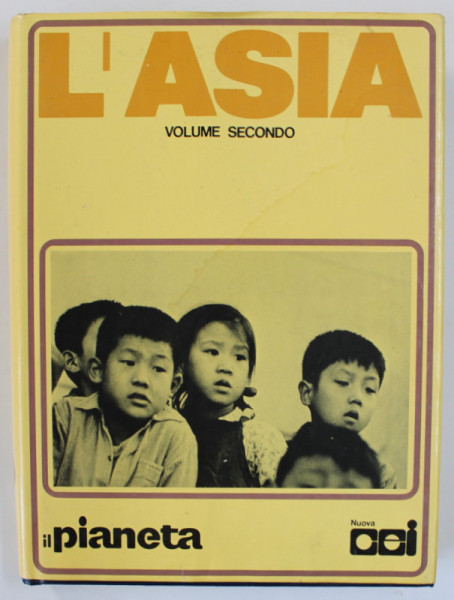 L'ASIA
VOLUME SECONDO
il pianeta
Nuova
cei